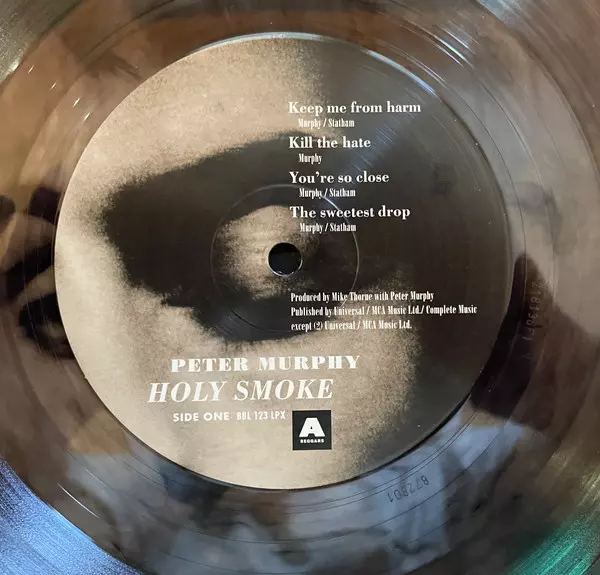 Keep me from harm
Murphy / Statham
Kill the hate
Murphy
You're so close
Murphy / Statham
The sweetest drop
Murphy / Statham
Produced by Mike Thorne with Peter Murphy
Published by Universal / MCA Music Ltd./ Complete Music
except (2) Universal / MCA Music Ltd.
PETER MURPHY
HOLY SMOKE
SIDE ONE BBL 123 LPX
A
BEGGARS